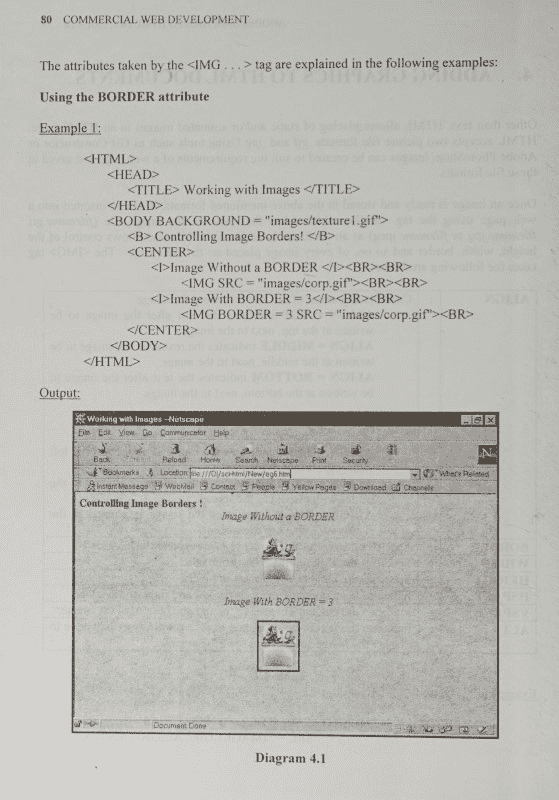 80 COMMERCIAL WEB DEVELOPMENT
The attributes taken by the <IMG . . . > tag are explained in the following examples:
Using the BORDER attribute
Example 1:
<HTML>
<HEAD>
<TITLE> Working with Images </TITLE>
</HEAD>
<BODY BACKGROUND = "images/texture1.gif">
<B> Controlling Image Borders! </B>
<CENTER>
<I>Image Without a BORDER </I><BR><BR>
<IMG SRC = "images/corp.gif"><BR><BR>
<I>Image With BORDER = 3</I><BR><BR>
<IMG BORDER = 3 SRC = "images/corp.gif"><BR>
</CENTER>
</BODY>
</HTML>
Output:
Working with Images - Netscape
File Edit View Go Communicator Help
Back Reload Home Search Netscape Print Security
Bookmarks Location: What's Related
Instant Message WebMail Contact People Yellow Pages Download Channels
Controlling Image Borders !
Image Without a BORDER
Image With BORDER = 3
Document Done
Diagram 4.1